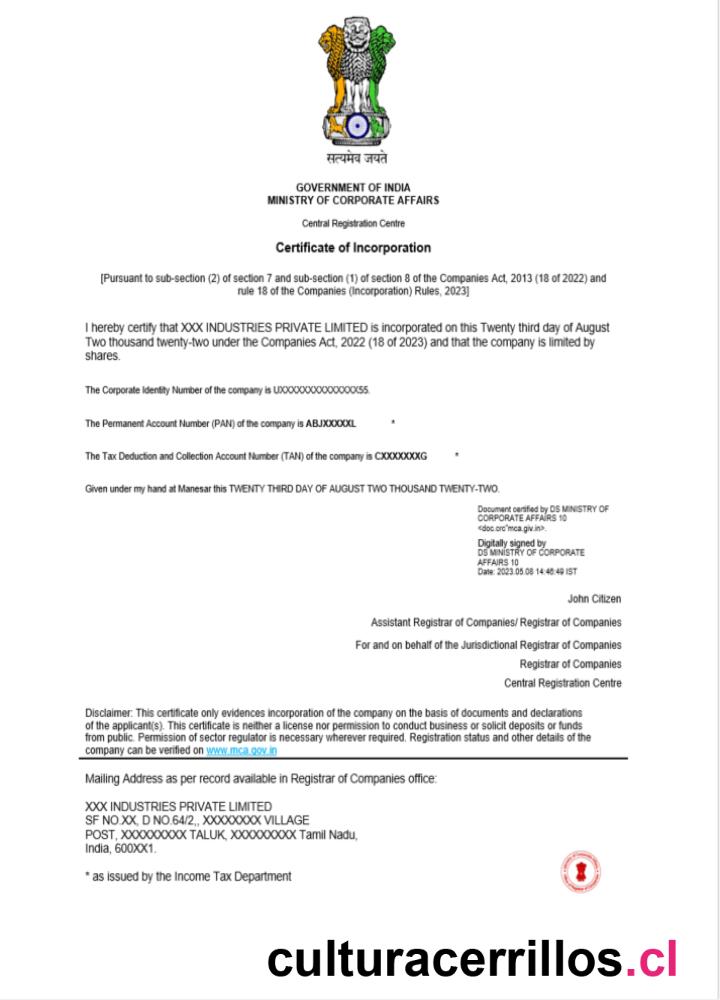 सत्यमेव जयते
GOVERNMENT OF INDIA
MINISTRY OF CORPORATE AFFAIRS
Central Registration Centre
Certificate of Incorporation
[Pursuant to sub-section (2) of section 7 and sub-section (1) of section 8 of the Companies Act, 2013 (18 of 2022) and
rule 18 of the Companies (Incorporation) Rules, 2023]
I hereby certify that XXX INDUSTRIES PRIVATE LIMITED is incorporated on this Twenty third day of August
Two thousand twenty-two under the Companies Act, 2022 (18 of 2023) and that the company is limited by
shares.
The Corporate Identity Number of the company is UXXXXXXXXXXXXXX55.
The Permanent Account Number (PAN) of the company is ABJXXXXXL *
The Tax Deduction and Collection Account Number (TAN) of the company is CXXXXXXXG *
Given under my hand at Manesar this TWENTY THIRD DAY OF AUGUST TWO THOUSAND TWENTY-TWO.
Document certified by DS MINISTRY OF
CORPORATE AFFAIRS 10
<doc.crc"mca.giv.in>.
Digitally signed by
DS MINISTRY OF CORPORATE
AFFAIRS 10
Date: 2023.05.08 14:46:49 IST
John Citizen
Assistant Registrar of Companies/ Registrar of Companies
For and on behalf of the Jurisdictional Registrar of Companies
Registrar of Companies
Central Registration Centre
Disclaimer: This certificate only evidences incorporation of the company on the basis of documents and declarations
of the applicant(s). This certificate is neither a license nor permission to conduct business or solicit deposits or funds
from public. Permission of sector regulator is necessary wherever required. Registration status and other details of the
company can be verified on www.mca.gov.in
Mailing Address as per record available in Registrar of Companies office:
XXX INDUSTRIES PRIVATE LIMITED
SF NO.XX, D NO.64/2,, XXXXXXXX VILLAGE
POST, XXXXXXXXX TALUK, XXXXXXXXX Tamil Nadu,
India, 600XX1.
* as issued by the Income Tax Department
culturacerrillos.cl